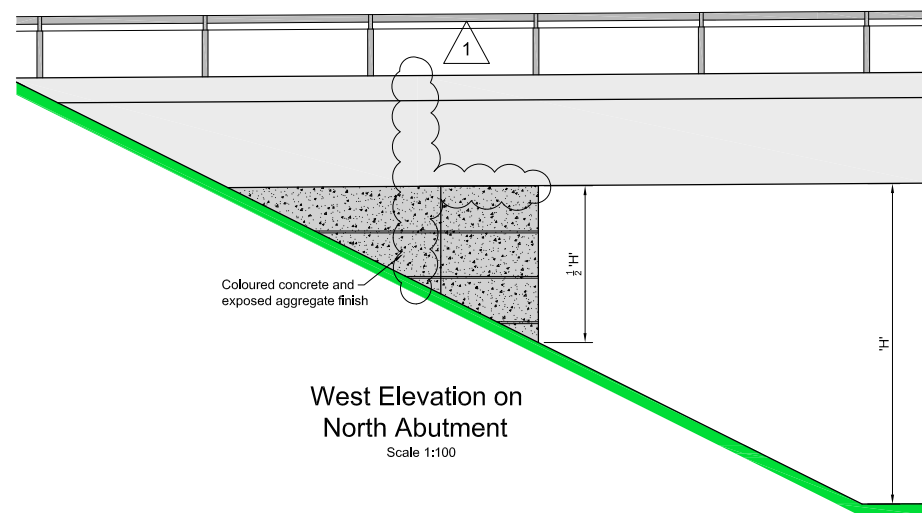 1
Coloured concrete and
exposed aggregate finish
½ 'H'
'H'
West Elevation on
North Abutment
Scale 1:100